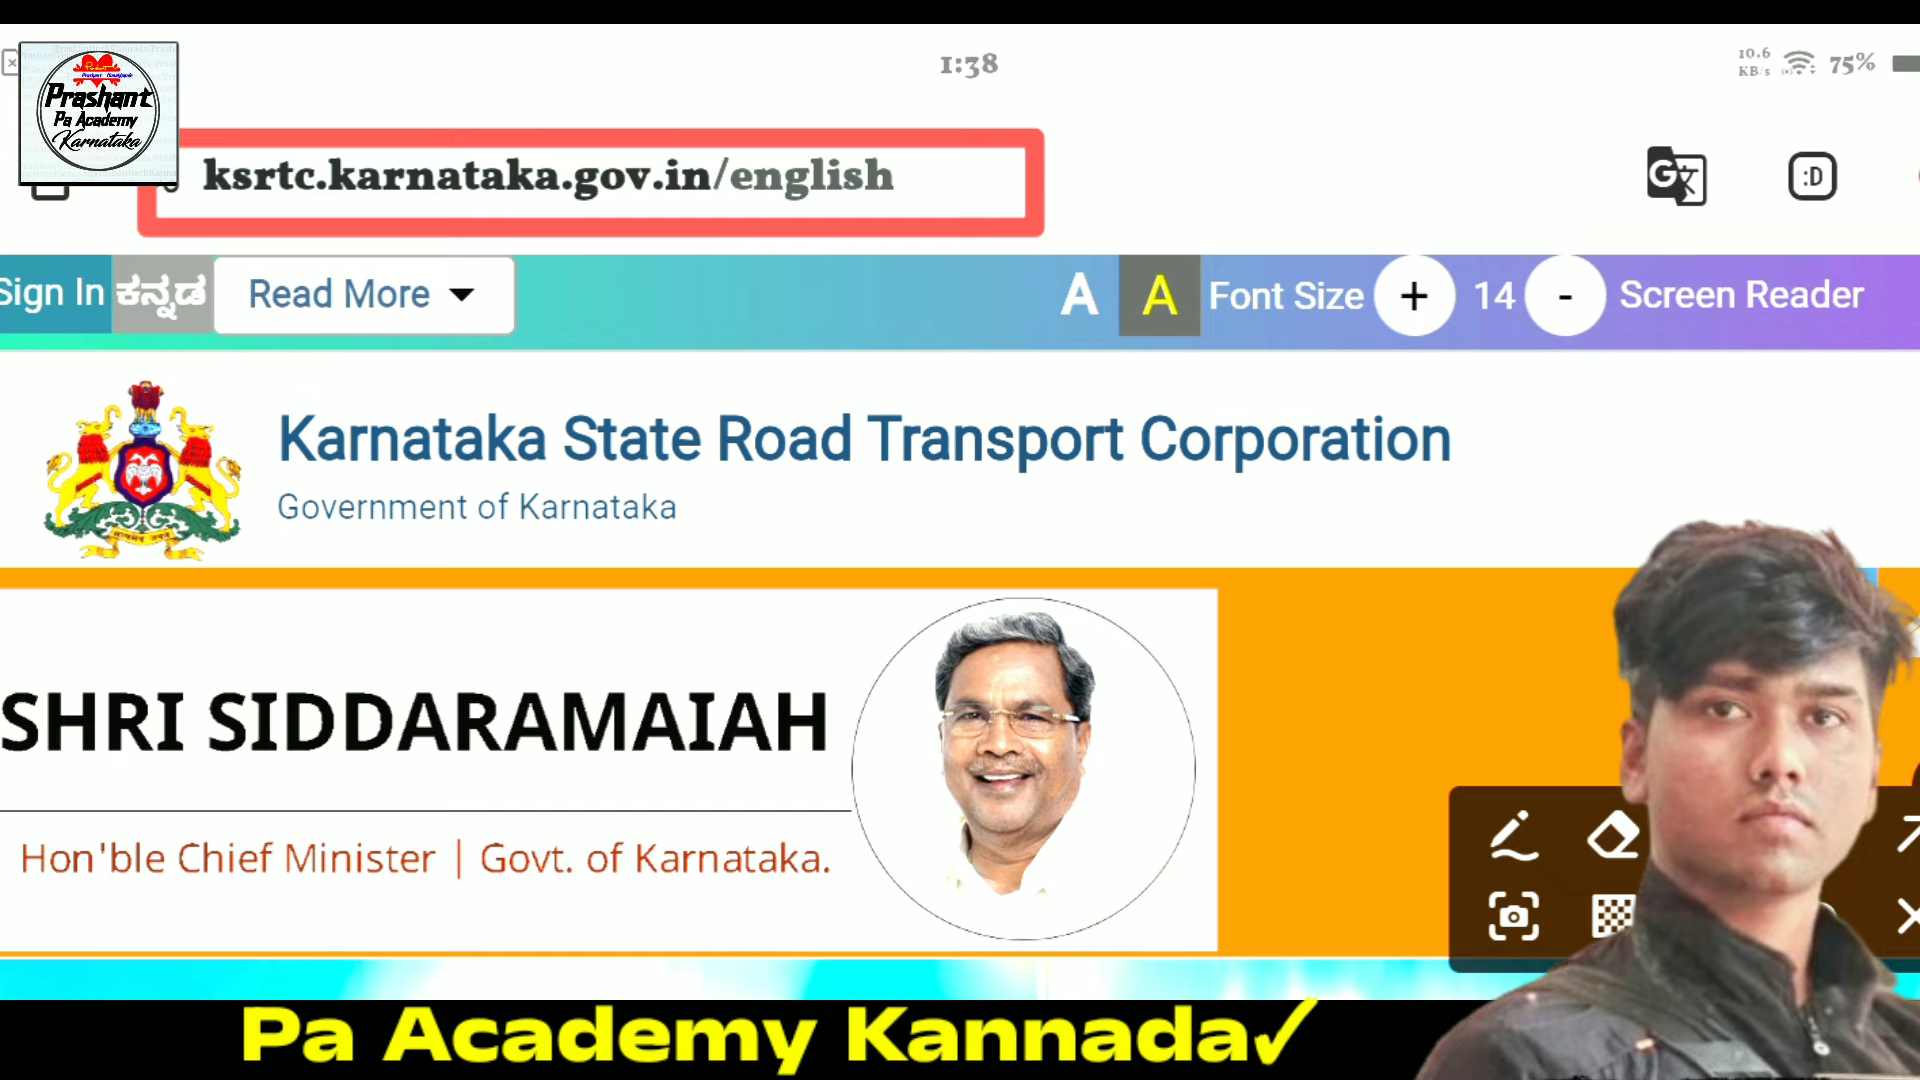 1:38
10.6
KB/s
75%
Prashant
Pa Academy
Karnataka
ksrtc.karnataka.gov.in/english
:D
Sign In ಕನ್ನಡ Read More A A Font Size + 14 - Screen Reader
Karnataka State Road Transport Corporation
Government of Karnataka
SHRI SIDDARAMAIAH
Hon'ble Chief Minister | Govt. of Karnataka.
Pa Academy Kannada✓